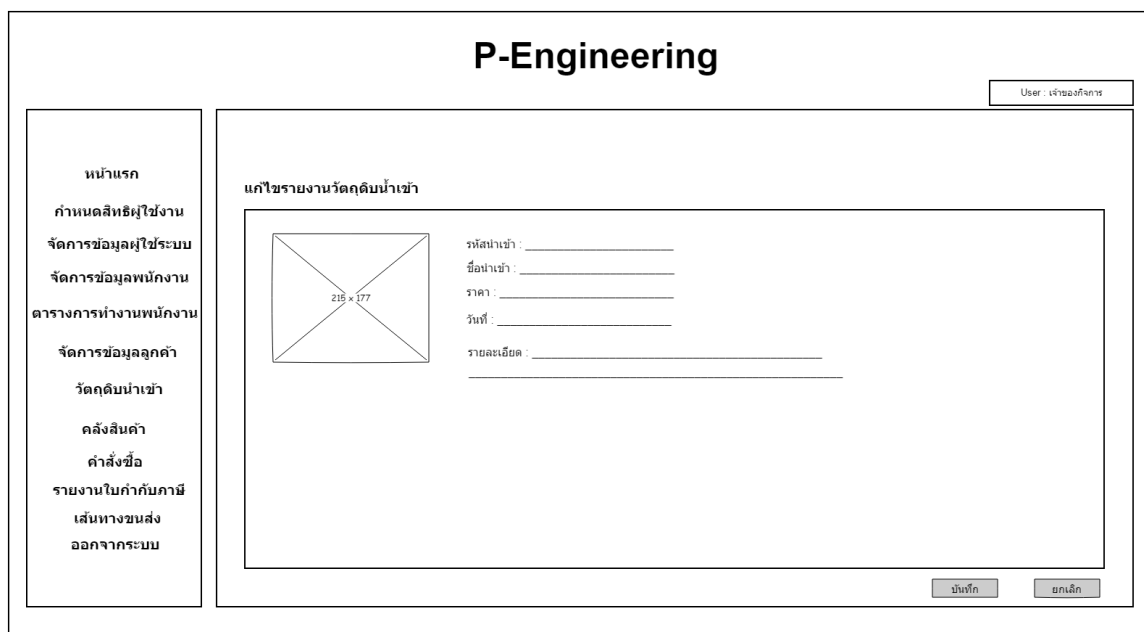 P-Engineering
User : เจ้าของกิจการ
หน้าแรก
กำหนดสิทธิผู้ใช้งาน
จัดการข้อมูลผู้ใช้ระบบ
จัดการข้อมูลพนักงาน
ตารางการทำงานพนักงาน
จัดการข้อมูลลูกค้า
วัตถุดิบนำเข้า
คลังสินค้า
คำสั่งซื้อ
รายงานใบกำกับภาษี
เส้นทางขนส่ง
ออกจากระบบ
แก้ไขรายงานวัตถุดิบน้ำเข้า
215 x 177
รหัสนำเข้า :
ชื่อนำเข้า :
ราคา :
วันที่ :
รายละเอียด :
บันทึก
ยกเลิก